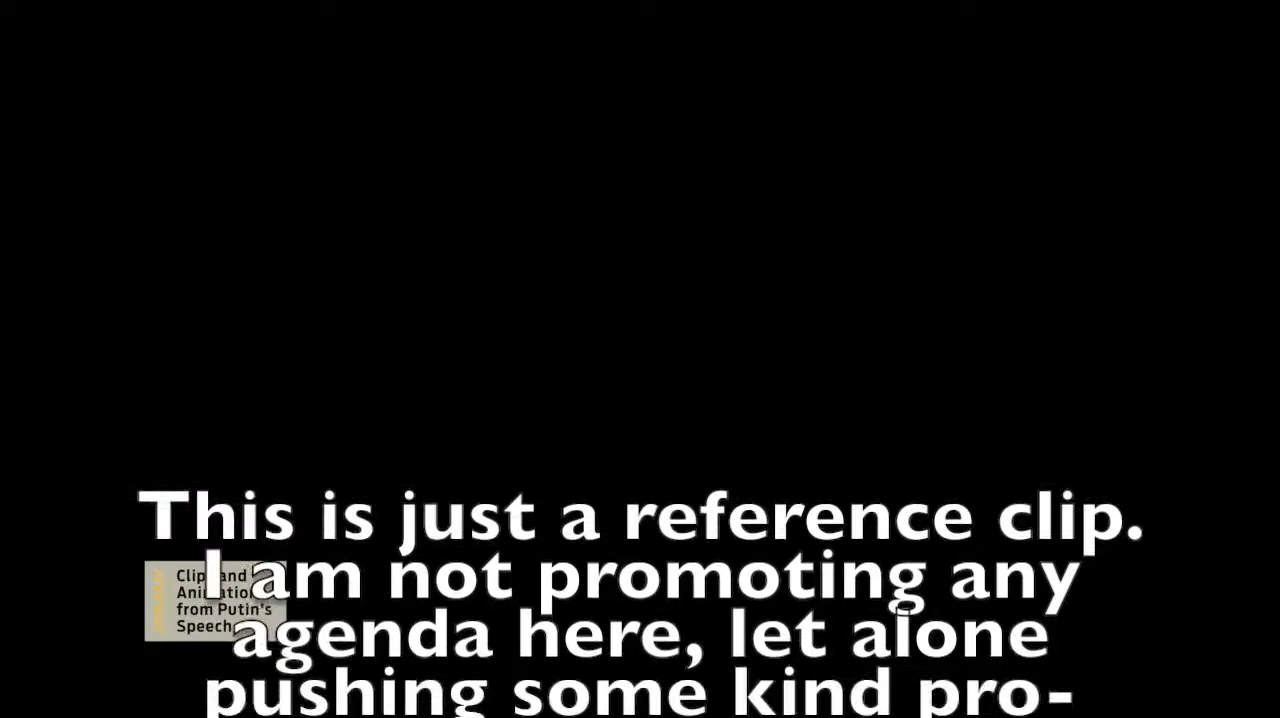 This is just a reference clip.
I am not promoting any
agenda here, let alone
pushing some kind pro-
Clip and
from Putin's
Speech